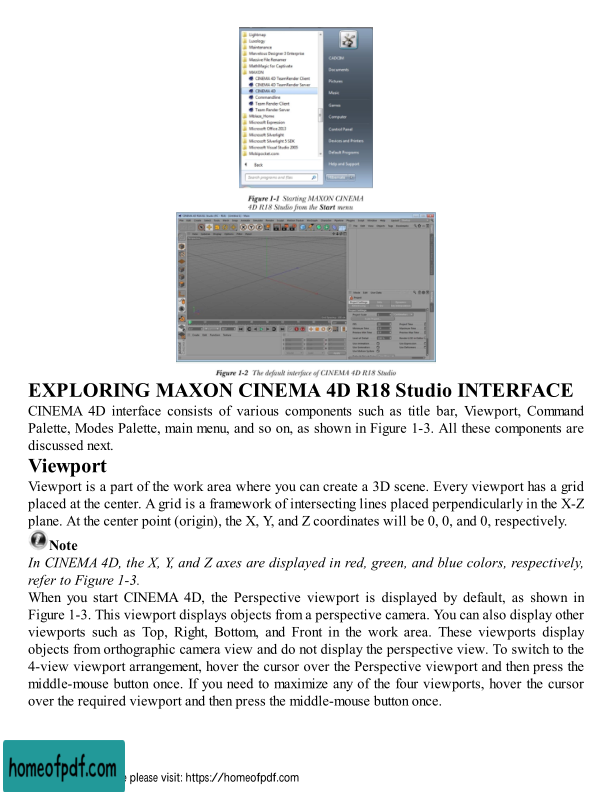 Lightmap
Luxology
Maintenance
Marvelous Designer 5 Enterprise
Massive File Renamer
MathMagic for Captivate
MAXON
CINEMA 4D TeamRender Client
CINEMA 4D TeamRender Server
CINEMA 4D
Commandline
Team Render Client
Team Render Server
Mblaze_Home
Microsoft Expression
Microsoft Office 2013
Microsoft Silverlight
Microsoft Silverlight 5 SDK
Microsoft Visual Studio 2005
Mobipocket.com
Back
Search programs and files
CADCIM
Documents
Pictures
Music
Games
Computer
Control Panel
Devices and Printers
Default Programs
Help and Support
Figure 1-1 Starting MAXON CINEMA
4D R18 Studio from the Start menu
Figure 1-2 The default interface of CINEMA 4D R18 Studio
EXPLORING MAXON CINEMA 4D R18 Studio INTERFACE
CINEMA 4D interface consists of various components such as title bar, Viewport, Command
Palette, Modes Palette, main menu, and so on, as shown in Figure 1-3. All these components are
discussed next.
Viewport
Viewport is a part of the work area where you can create a 3D scene. Every viewport has a grid
placed at the center. A grid is a framework of intersecting lines placed perpendicularly in the X-Z
plane. At the center point (origin), the X, Y, and Z coordinates will be 0, 0, and 0, respectively.
Note
In CINEMA 4D, the X, Y, and Z axes are displayed in red, green, and blue colors, respectively,
refer to Figure 1-3.
When you start CINEMA 4D, the Perspective viewport is displayed by default, as shown in
Figure 1-3. This viewport displays objects from a perspective camera. You can also display other
viewports such as Top, Right, Bottom, and Front in the work area. These viewports display
objects from orthographic camera view and do not display the perspective view. To switch to the
4-view viewport arrangement, hover the cursor over the Perspective viewport and then press the
middle-mouse button once. If you need to maximize any of the four viewports, hover the cursor
over the required viewport and then press the middle-mouse button once.
homeofpdf.com
please visit: https://homeofpdf.com